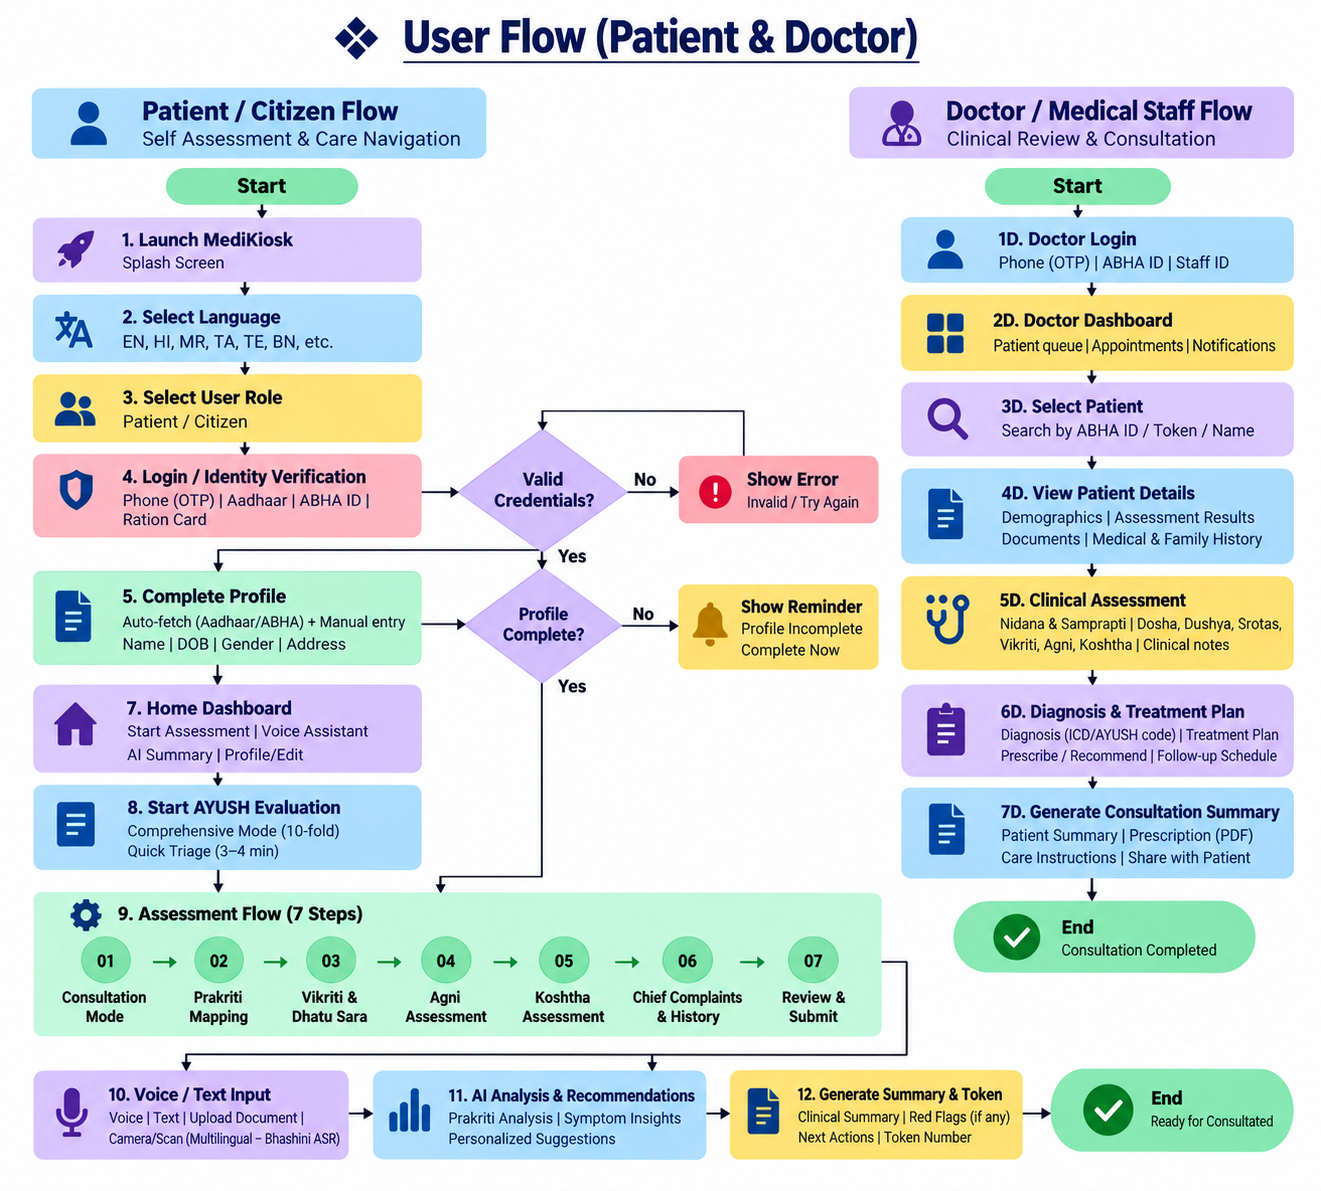 User Flow (Patient & Doctor)
Patient / Citizen Flow
Self Assessment & Care Navigation
Start
1. Launch MediKiosk
Splash Screen
2. Select Language
EN, HI, MR, TA, TE, BN, etc.
3. Select User Role
Patient / Citizen
4. Login / Identity Verification
Phone (OTP) | Aadhaar | ABHA ID |
Ration Card
Valid
Credentials?
No
Show Error
Invalid / Try Again
Yes
5. Complete Profile
Auto-fetch (Aadhaar/ABHA) + Manual entry
Name | DOB | Gender | Address
Profile
Complete?
No
Show Reminder
Profile Incomplete
Complete Now
Yes
7. Home Dashboard
Start Assessment | Voice Assistant
AI Summary | Profile/Edit
8. Start AYUSH Evaluation
Comprehensive Mode (10-fold)
Quick Triage (3–4 min)
9. Assessment Flow (7 Steps)
01
02
03
04
05
06
07
Consultation
Mode
Prakriti
Mapping
Vikriti &
Dhatu Sara
Agni
Assessment
Koshtha
Assessment
Chief Complaints
& History
Review &
Submit
10. Voice / Text Input
Voice | Text | Upload Document |
Camera/Scan (Multilingual – Bhashini ASR)
11. AI Analysis & Recommendations
Prakriti Analysis | Symptom Insights
Personalized Suggestions
12. Generate Summary & Token
Clinical Summary | Red Flags (if any)
Next Actions | Token Number
End
Ready for Consultated
Doctor / Medical Staff Flow
Clinical Review & Consultation
Start
1D. Doctor Login
Phone (OTP) | ABHA ID | Staff ID
2D. Doctor Dashboard
Patient queue | Appointments | Notifications
3D. Select Patient
Search by ABHA ID / Token / Name
4D. View Patient Details
Demographics | Assessment Results
Documents | Medical & Family History
5D. Clinical Assessment
Nidana & Samprapti | Dosha, Dushya, Srotas,
Vikriti, Agni, Koshtha | Clinical notes
6D. Diagnosis & Treatment Plan
Diagnosis (ICD/AYUSH code) | Treatment Plan
Prescribe / Recommend | Follow-up Schedule
7D. Generate Consultation Summary
Patient Summary | Prescription (PDF)
Care Instructions | Share with Patient
End
Consultation Completed